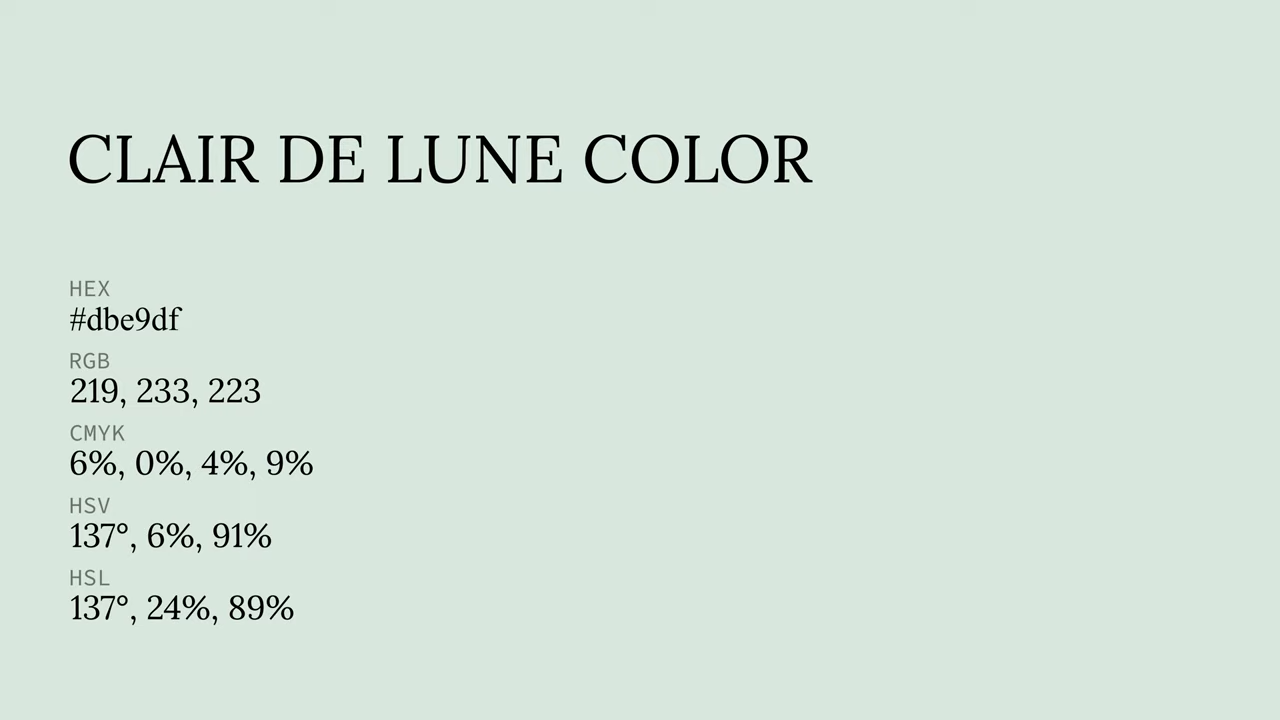 CLAIR DE LUNE COLOR
HEX
#dbe9df
RGB
219, 233, 223
CMYK
6%, 0%, 4%, 9%
HSV
137°, 6%, 91%
HSL
137°, 24%, 89%